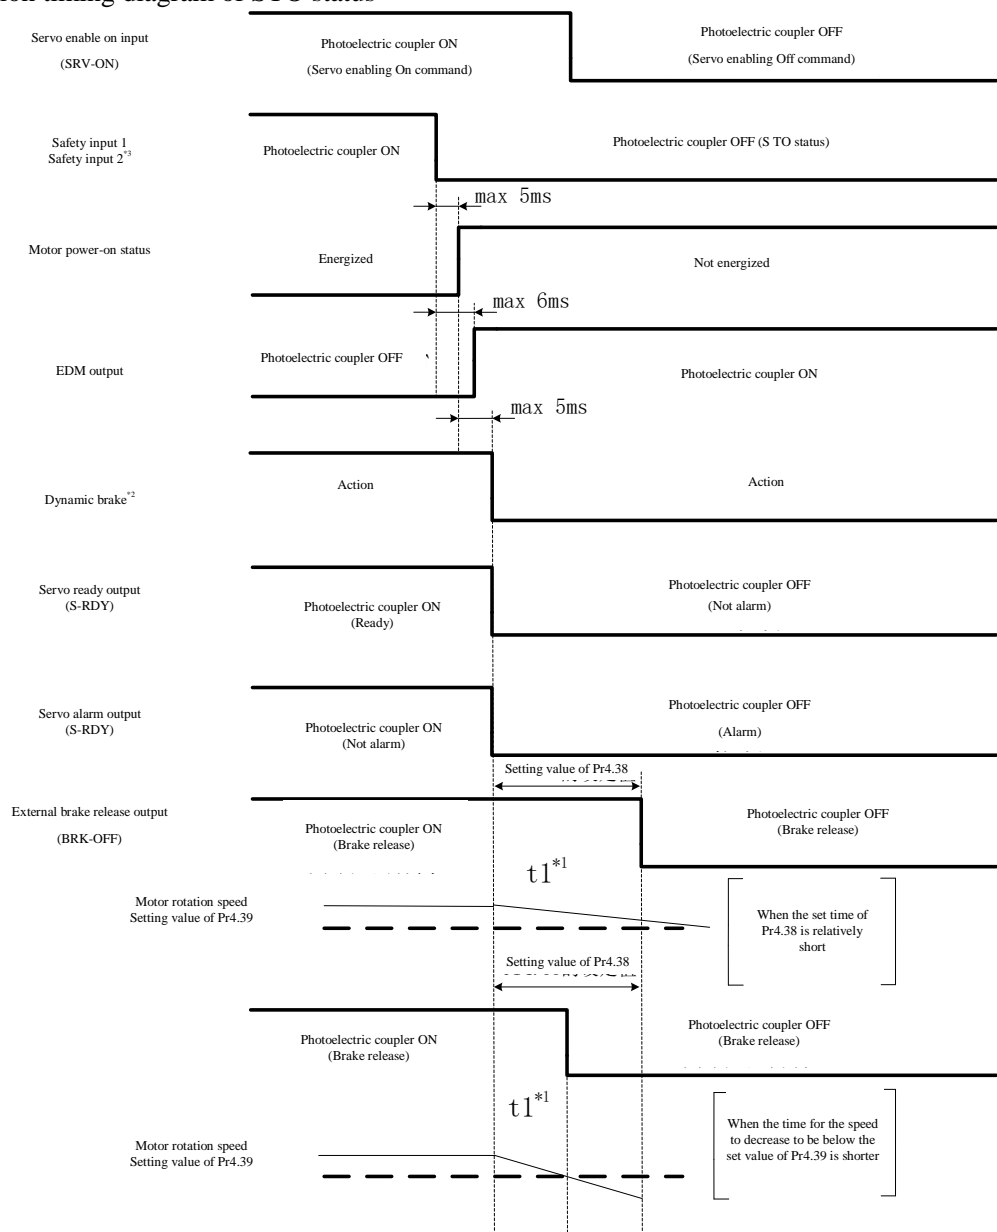 ion timing diagram of STO status
Servo enable on input
(SRV-ON)
Photoelectric coupler ON
(Servo enabling On command)
Photoelectric coupler OFF
(Servo enabling Off command)
Safety input 1
Safety input 2*3
Photoelectric coupler ON
Photoelectric coupler OFF (S TO status)
max 5ms
Motor power-on status
Energized
Not energized
max 6ms
EDM output
Photoelectric coupler OFF
Photoelectric coupler ON
max 5ms
Dynamic brake*2
Action
Action
Servo ready output
(S-RDY)
Photoelectric coupler ON
(Ready)
Photoelectric coupler OFF
(Not alarm)
Servo alarm output
(S-RDY)
Photoelectric coupler ON
(Not alarm)
Photoelectric coupler OFF
(Alarm)
Setting value of Pr4.38
External brake release output
(BRK-OFF)
Photoelectric coupler ON
(Brake release)
Photoelectric coupler OFF
(Brake release)
t1*1
Motor rotation speed
Setting value of Pr4.39
When the set time of
Pr4.38 is relatively
short
Setting value of Pr4.38
Photoelectric coupler ON
(Brake release)
Photoelectric coupler OFF
(Brake release)
t1*1
Motor rotation speed
Setting value of Pr4.39
When the time for the speed
to decrease to be below the
set value of Pr4.39 is shorter